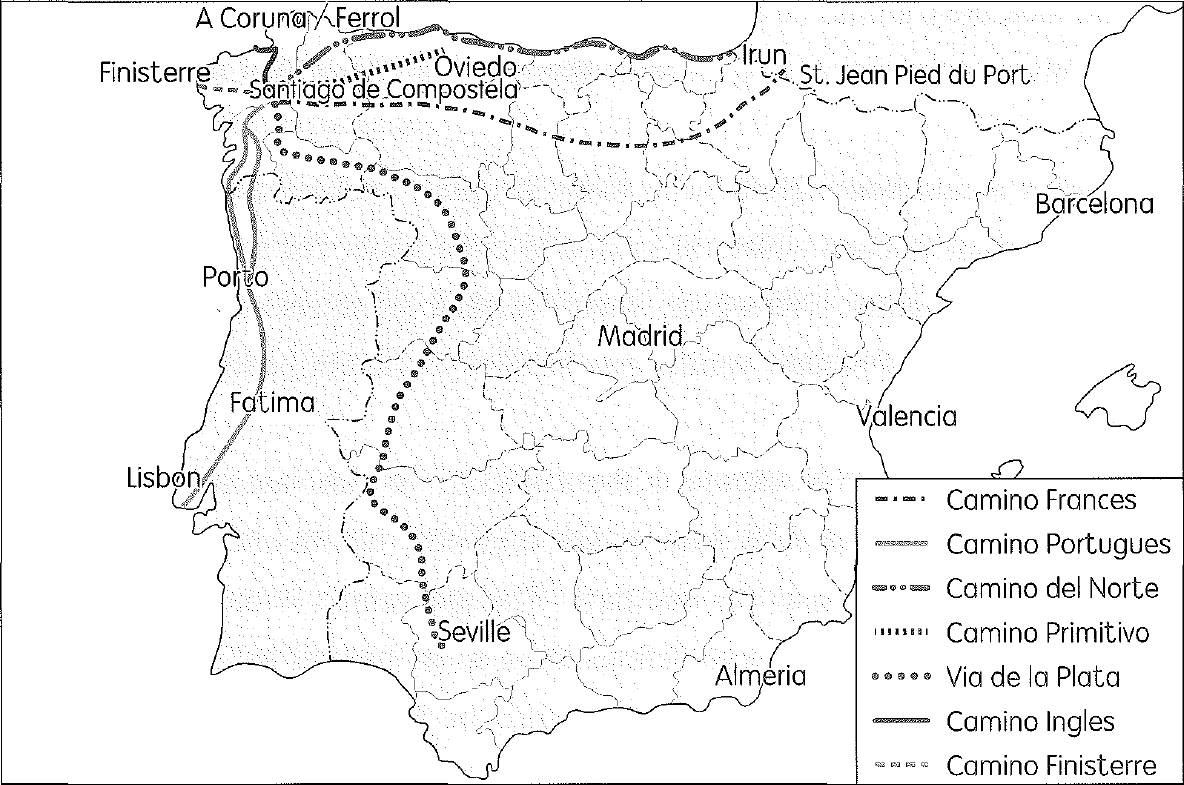 A Coruna
Ferrol
Finisterre
Oviedo
Irun
St. Jean Pied du Port
Santiago de Compostela
Barcelona
Porto
Madrid
Fatima
Valencia
Lisbon
Seville
Almeria
Camino Frances
Camino Portugues
Camino del Norte
Camino Primitivo
Via de la Plata
Camino Ingles
Camino Finisterre